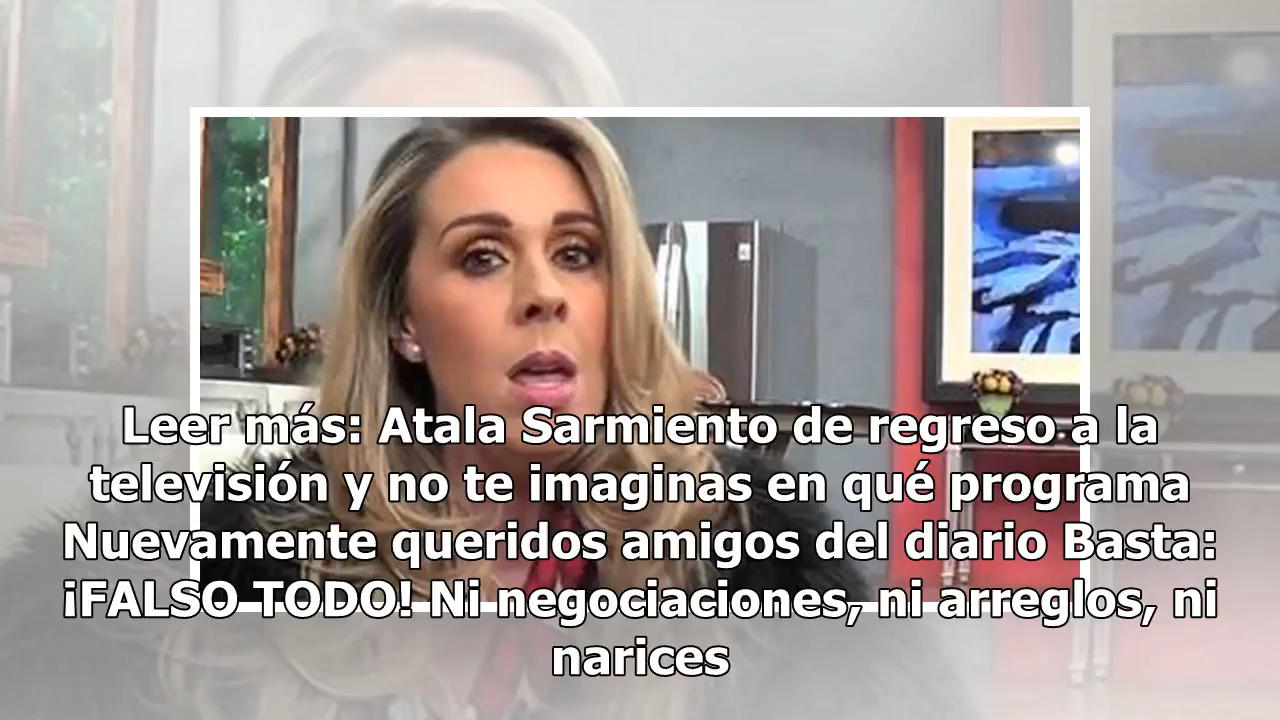 Leer más: Atala Sarmiento de regreso a la
televisión y no te imaginas en qué programa
Nuevamente queridos amigos del diario Basta:
¡FALSO TODO! Ni negociaciones, ni arreglos, ni
narices